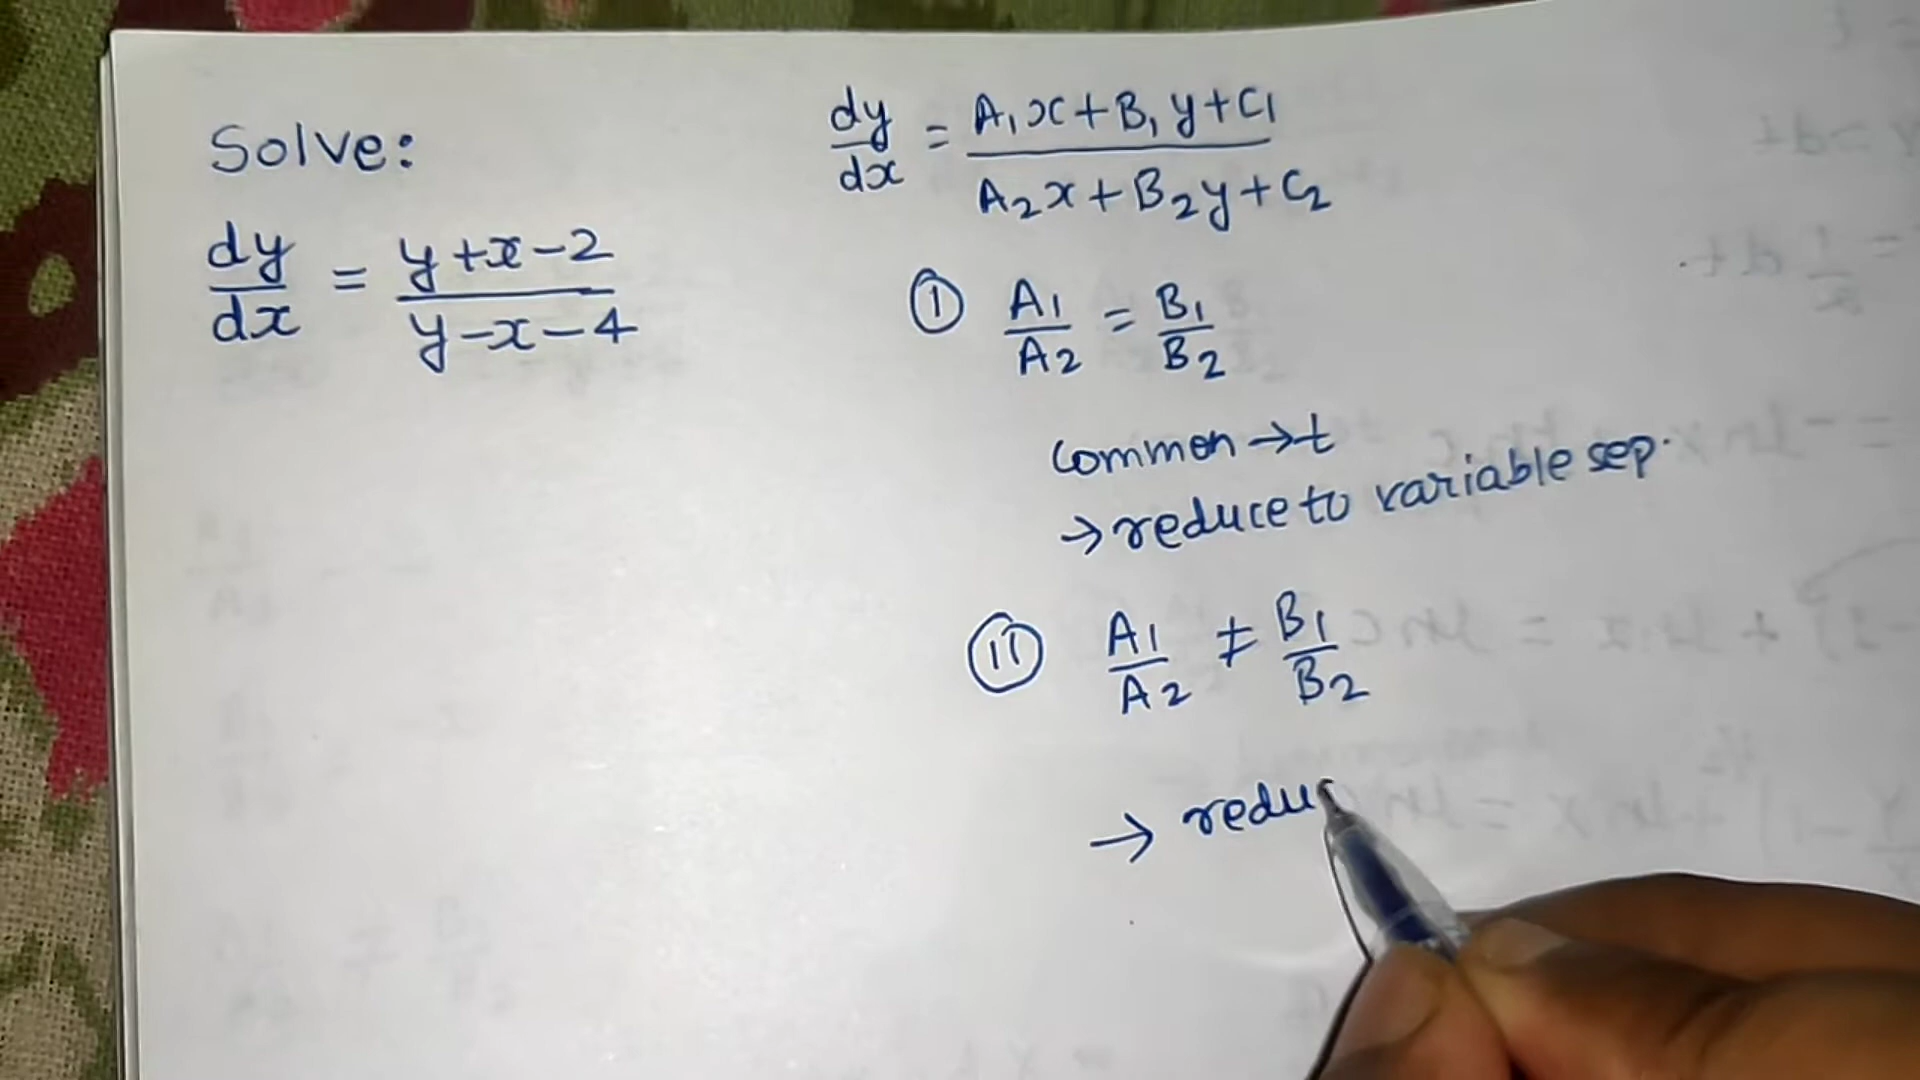 Solve:
dy/dx = y+x-2/y-x-4
dy/dx = A₁x+B₁y+C₁/A₂x+B₂y+C₂
① A₁/A₂ = B₁/B₂
common→t
→reduce to variable sep.
⑪ A₁/A₂ ≠ B₁/B₂
→ redu